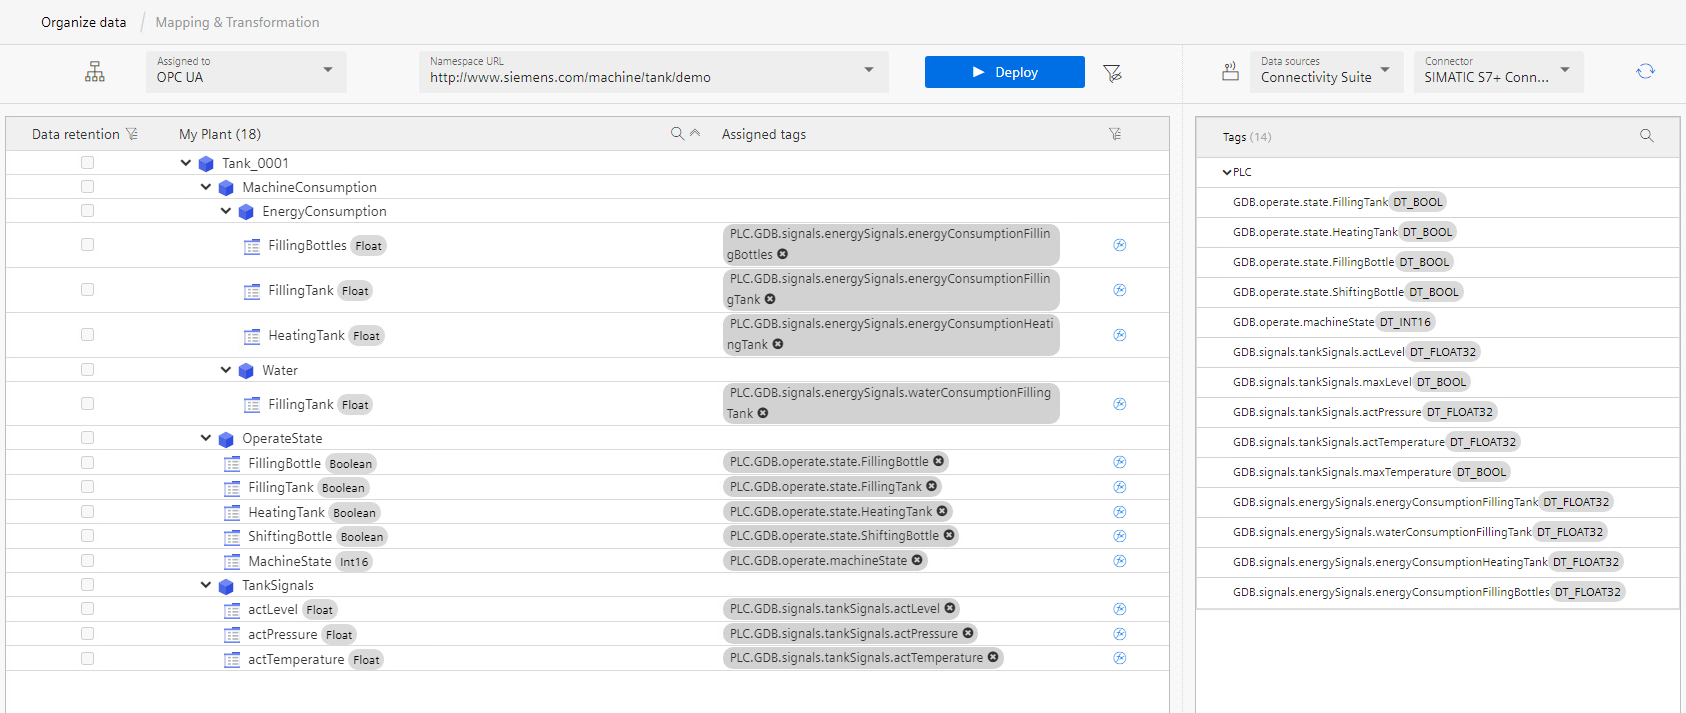 Organize data / Mapping & Transformation
Assigned to
OPC UA
Namespace URL
http://www.siemens.com/machine/tank/demo
Deploy
Data sources
Connectivity Suite
Connector
SIMATIC S7+ Conn...
Data retention My Plant (18) Assigned tags
Tank_0001
MachineConsumption
EnergyConsumption
FillingBottles Float PLC.GDB.signals.energySignals.energyConsumptionFillin
gBottles
FillingTank Float PLC.GDB.signals.energySignals.energyConsumptionFillin
gTank
HeatingTank Float PLC.GDB.signals.energySignals.energyConsumptionHeati
ngTank
Water
FillingTank Float PLC.GDB.signals.energySignals.waterConsumptionFilling
Tank
OperateState
FillingBottle Boolean PLC.GDB.operate.state.FillingBottle
FillingTank Boolean PLC.GDB.operate.state.FillingTank
HeatingTank Boolean PLC.GDB.operate.state.HeatingTank
ShiftingBottle Boolean PLC.GDB.operate.state.ShiftingBottle
MachineState Int16 PLC.GDB.operate.machineState
TankSignals
actLevel Float PLC.GDB.signals.tankSignals.actLevel
actPressure Float PLC.GDB.signals.tankSignals.actPressure
actTemperature Float PLC.GDB.signals.tankSignals.actTemperature
Tags (14)
PLC
GDB.operate.state.FillingTank DT_BOOL
GDB.operate.state.HeatingTank DT_BOOL
GDB.operate.state.FillingBottle DT_BOOL
GDB.operate.state.ShiftingBottle DT_BOOL
GDB.operate.machineState DT_INT16
GDB.signals.tankSignals.actLevel DT_FLOAT32
GDB.signals.tankSignals.maxLevel DT_BOOL
GDB.signals.tankSignals.actPressure DT_FLOAT32
GDB.signals.tankSignals.actTemperature DT_FLOAT32
GDB.signals.tankSignals.maxTemperature DT_BOOL
GDB.signals.energySignals.energyConsumptionFillingTank DT_FLOAT32
GDB.signals.energySignals.waterConsumptionFillingTank DT_FLOAT32
GDB.signals.energySignals.energyConsumptionHeatingTank DT_FLOAT32
GDB.signals.energySignals.energyConsumptionFillingBottles DT_FLOAT32